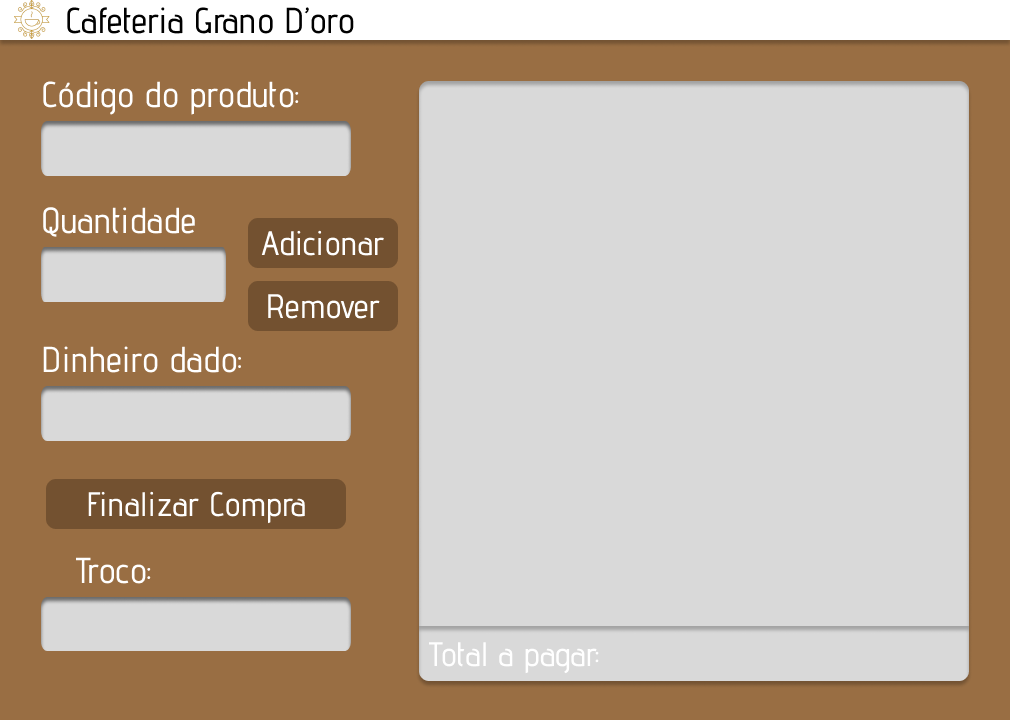 Cafeteria Grano D’oro
Código do produto:
Quantidade
Adicionar
Remover
Dinheiro dado:
Finalizar Compra
Troco:
Total a pagar: